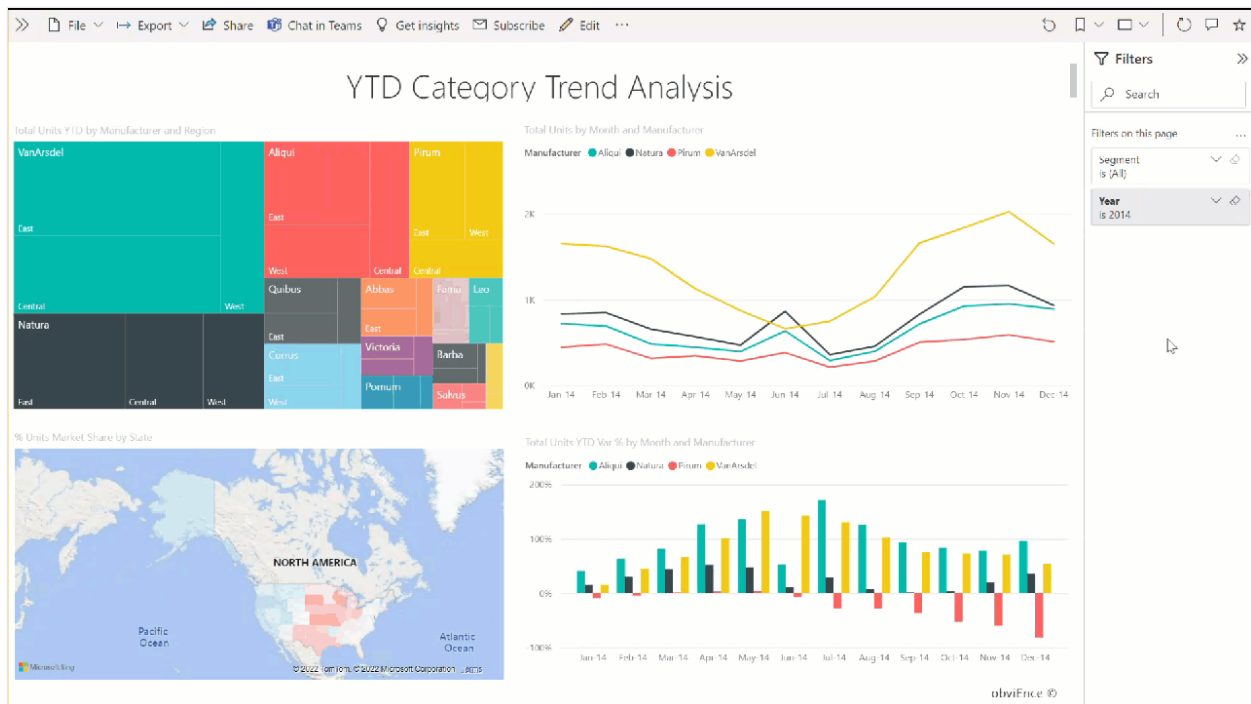 File Export Share Chat in Teams Get insights Subscribe Edit ...
YTD Category Trend Analysis
Filters
Search
Filters on this page ...
Segment
is (All)
Year
is 2014
Total Units YTD by Manufacturer and Region
VanArsdel
East
Central
West
Natura
East
Central
West
Aliqui
East
West
Central
Pirum
East
West
Central
Quibus
East
Currus
East
West
Abbas
East
Victoria
Pomum
Fama
Leo
Barba
Salvus
Total Units by Month and Manufacturer
Manufacturer Aliqui Natura Pirum VanArsdel
2K
1K
0K
Jan-14 Feb-14 Mar-14 Apr-14 May-14 Jun-14 Jul-14 Aug-14 Sep-14 Oct-14 Nov-14 Dec-14
% Units Market Share by State
NORTH AMERICA
Pacific
Ocean
Atlantic
Ocean
Microsoft Bing
© 2022 TomTom, © 2022 Microsoft Corporation Terms
Total Units YTD Var % by Month and Manufacturer
Manufacturer Aliqui Natura Pirum VanArsdel
200%
100%
0%
-100%
Jan-14 Feb-14 Mar-14 Apr-14 May-14 Jun-14 Jul-14 Aug-14 Sep-14 Oct-14 Nov-14 Dec-14
obviEnce ©